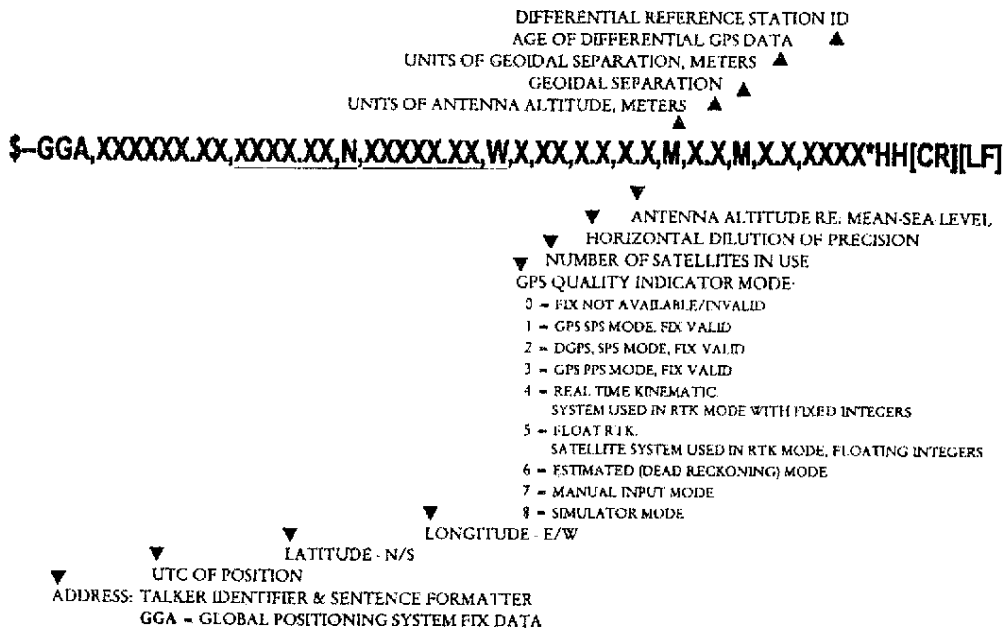 DIFFERENTIAL REFERENCE STATION ID
AGE OF DIFFERENTIAL GPS DATA
UNITS OF GEOIDAL SEPARATION, METERS
GEOIDAL SEPARATION
UNITS OF ANTENNA ALTITUDE, METERS
$--GGA,XXXXXX.XX,XXXX.XX,N,XXXXX.XX,W,X,XX,X.X,X.X,M,X.X,M,X.X,XXXX*HH[CR][LF]
ANTENNA ALTITUDE RE: MEAN-SEA LEVEL
HORIZONTAL DILUTION OF PRECISION
NUMBER OF SATELLITES IN USE
GPS QUALITY INDICATOR MODE:
0 = FIX NOT AVAILABLE/INVALID
1 = GPS SPS MODE, FIX VALID
2 = DGPS, SPS MODE, FIX VALID
3 = GPS PPS MODE, FIX VALID
4 = REAL TIME KINEMATIC.
SYSTEM USED IN RTK MODE WITH FIXED INTEGERS
5 = FLOAT RTK.
SATELLITE SYSTEM USED IN RTK MODE, FLOATING INTEGERS
6 = ESTIMATED (DEAD RECKONING) MODE
7 = MANUAL INPUT MODE
8 = SIMULATOR MODE
LONGITUDE - E/W
LATITUDE - N/S
UTC OF POSITION
ADDRESS: TALKER IDENTIFIER & SENTENCE FORMATTER
GGA = GLOBAL POSITIONING SYSTEM FIX DATA